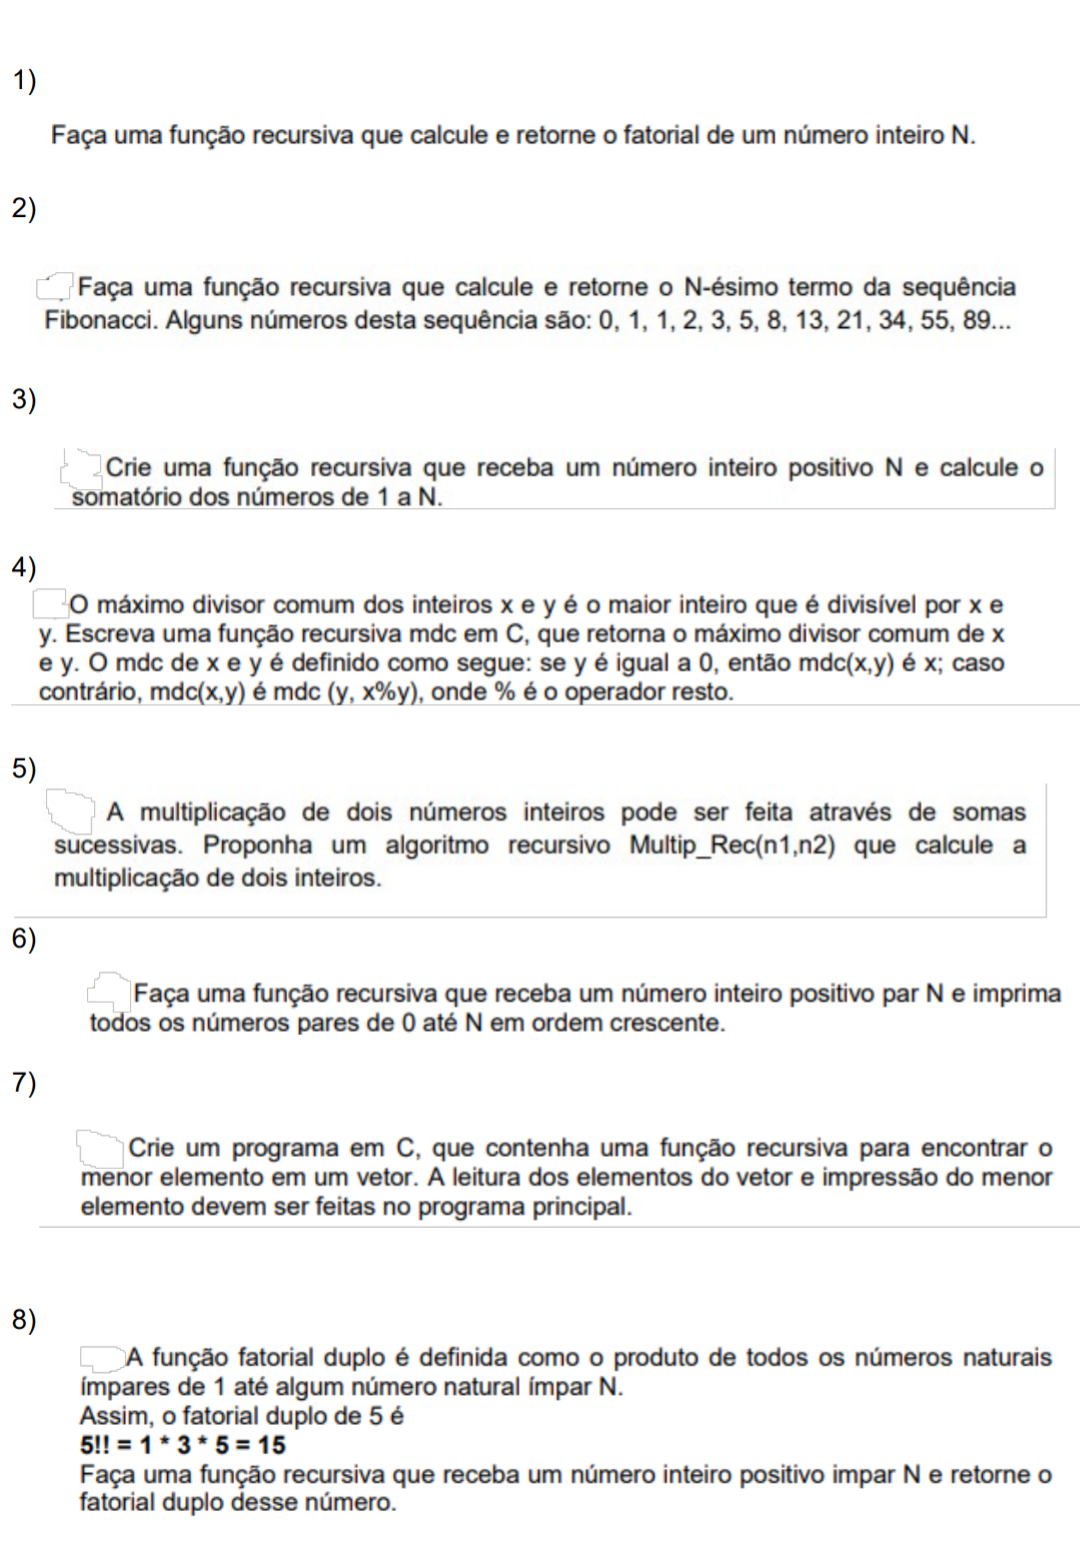 1)
Faça uma função recursiva que calcule e retorne o fatorial de um número inteiro N.
2)
Faça uma função recursiva que calcule e retorne o N-ésimo termo da sequência
Fibonacci. Alguns números desta sequência são: 0, 1, 1, 2, 3, 5, 8, 13, 21, 34, 55, 89...
3)
Crie uma função recursiva que receba um número inteiro positivo N e calcule o
somatório dos números de 1 a N.
4)
O máximo divisor comum dos inteiros x e y é o maior inteiro que é divisível por x e
y. Escreva uma função recursiva mdc em C, que retorna o máximo divisor comum de x
e y. O mdc de x e y é definido como segue: se y é igual a 0, então mdc(x,y) é x; caso
contrário, mdc(x,y) é mdc (y, x%y), onde % é o operador resto.
5)
A multiplicação de dois números inteiros pode ser feita através de somas
sucessivas. Proponha um algoritmo recursivo Multip_Rec(n1,n2) que calcule a
multiplicação de dois inteiros.
6)
Faça uma função recursiva que receba um número inteiro positivo par N e imprima
todos os números pares de 0 até N em ordem crescente.
7)
Crie um programa em C, que contenha uma função recursiva para encontrar o
menor elemento em um vetor. A leitura dos elementos do vetor e impressão do menor
elemento devem ser feitas no programa principal.
8)
A função fatorial duplo é definida como o produto de todos os números naturais
ímpares de 1 até algum número natural ímpar N.
Assim, o fatorial duplo de 5 é
5!! = 1 * 3 * 5 = 15
Faça uma função recursiva que receba um número inteiro positivo impar N e retorne o
fatorial duplo desse número.